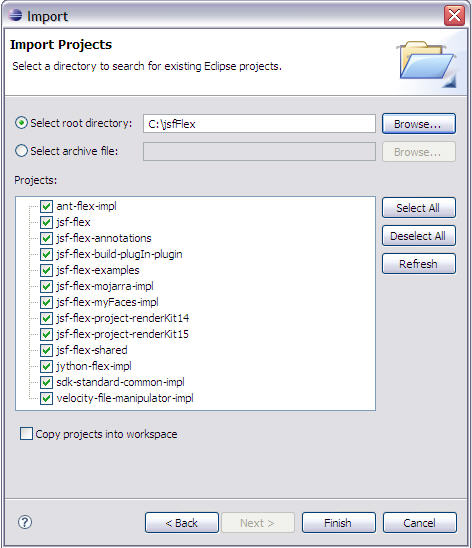 Import
Import Projects
Select a directory to search for existing Eclipse projects.
Select root directory: C:\jsfFlex Browse...
Select archive file: Browse...
Projects:
ant-flex-impl
jsf-flex
jsf-flex-annotations
jsf-flex-build-plugIn-plugin
jsf-flex-examples
jsf-flex-mojarra-impl
jsf-flex-myFaces-impl
jsf-flex-project-renderKit14
jsf-flex-project-renderKit15
jsf-flex-shared
jython-flex-impl
sdk-standard-common-impl
velocity-file-manipulator-impl
Select All
Deselect All
Refresh
Copy projects into workspace
? < Back Next > Finish Cancel